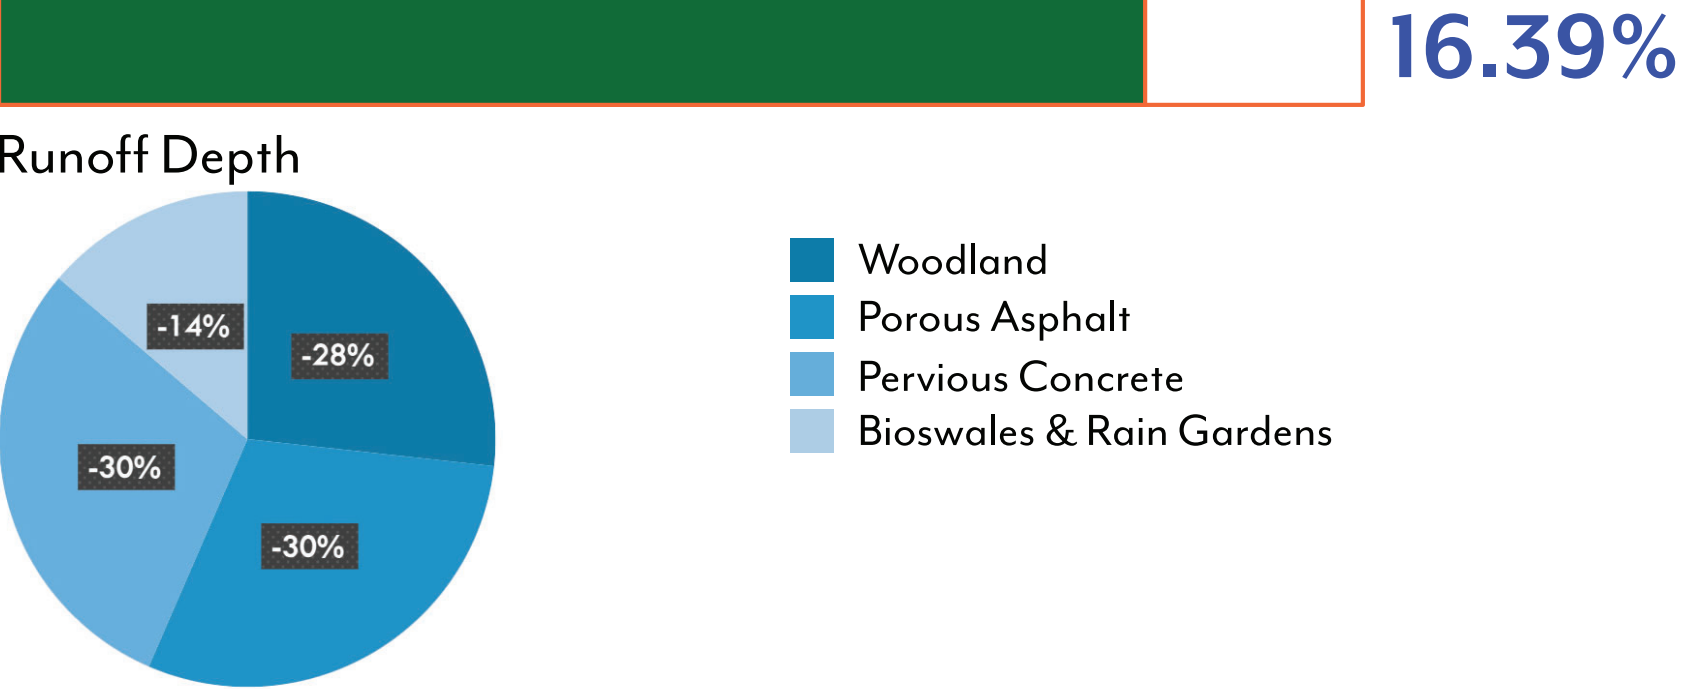 16.39%
Runoff Depth
-14%
-28%
-30%
-30%
Woodland
Porous Asphalt
Pervious Concrete
Bioswales & Rain Gardens